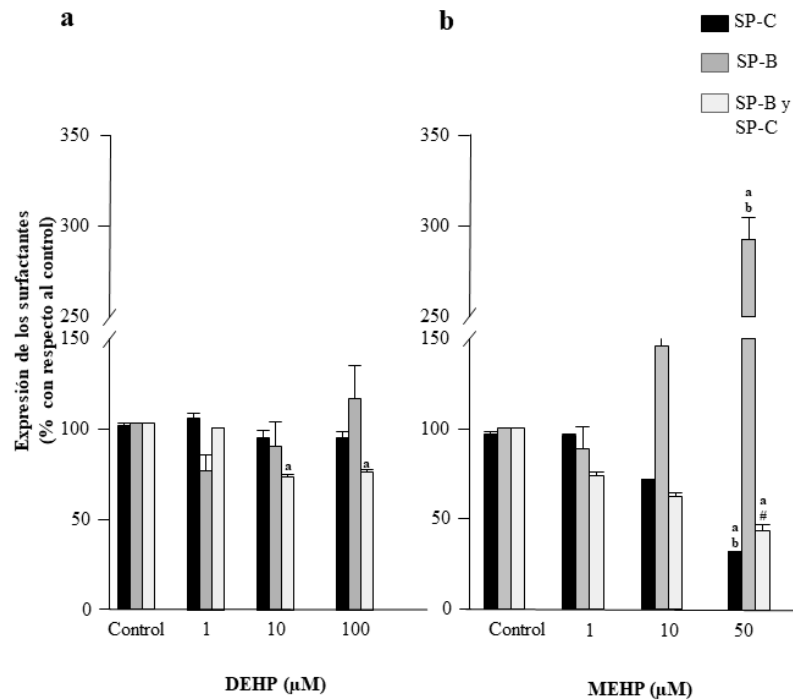 a
b
SP-C
SP-B
SP-B y
SP-C
Expresión de los surfactantes
(% con respecto al control)
350
300
250
150
100
50
0
a
a
Control
1
10
100
DEHP (µM)
350
300
250
150
100
50
0
a
b
a
b
a
#
Control
1
10
50
MEHP (µM)